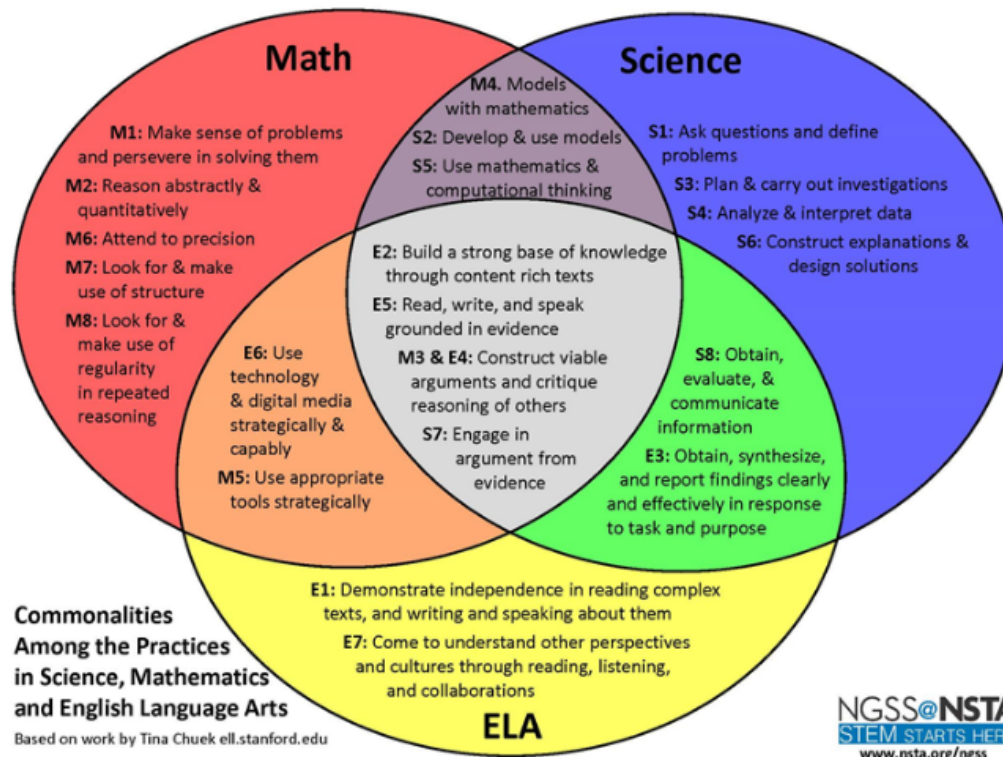 Math
Science
M4. Models
with mathematics
S2: Develop & use models
S5: Use mathematics &
computational thinking
M1: Make sense of problems
and persevere in solving them
M2: Reason abstractly &
quantitatively
M6: Attend to precision
M7: Look for & make
use of structure
M8: Look for &
make use of
regularity
in repeated
reasoning
S1: Ask questions and define
problems
S3: Plan & carry out investigations
S4: Analyze & interpret data
S6: Construct explanations &
design solutions
E2: Build a strong base of knowledge
through content rich texts
E5: Read, write, and speak
grounded in evidence
M3 & E4: Construct viable
arguments and critique
reasoning of others
S7: Engage in
argument from
evidence
E6: Use
technology
& digital media
strategically &
capably
M5: Use appropriate
tools strategically
S8: Obtain,
evaluate, &
communicate
information
E3: Obtain, synthesize,
and report findings clearly
and effectively in response
to task and purpose
E1: Demonstrate independence in reading complex
texts, and writing and speaking about them
E7: Come to understand other perspectives
and cultures through reading, listening,
and collaborations
ELA
Commonalities
Among the Practices
in Science, Mathematics
and English Language Arts
Based on work by Tina Chuek ell.stanford.edu
NGSS@NSTA
STEM STARTS HERE
www.nsta.org/ngss